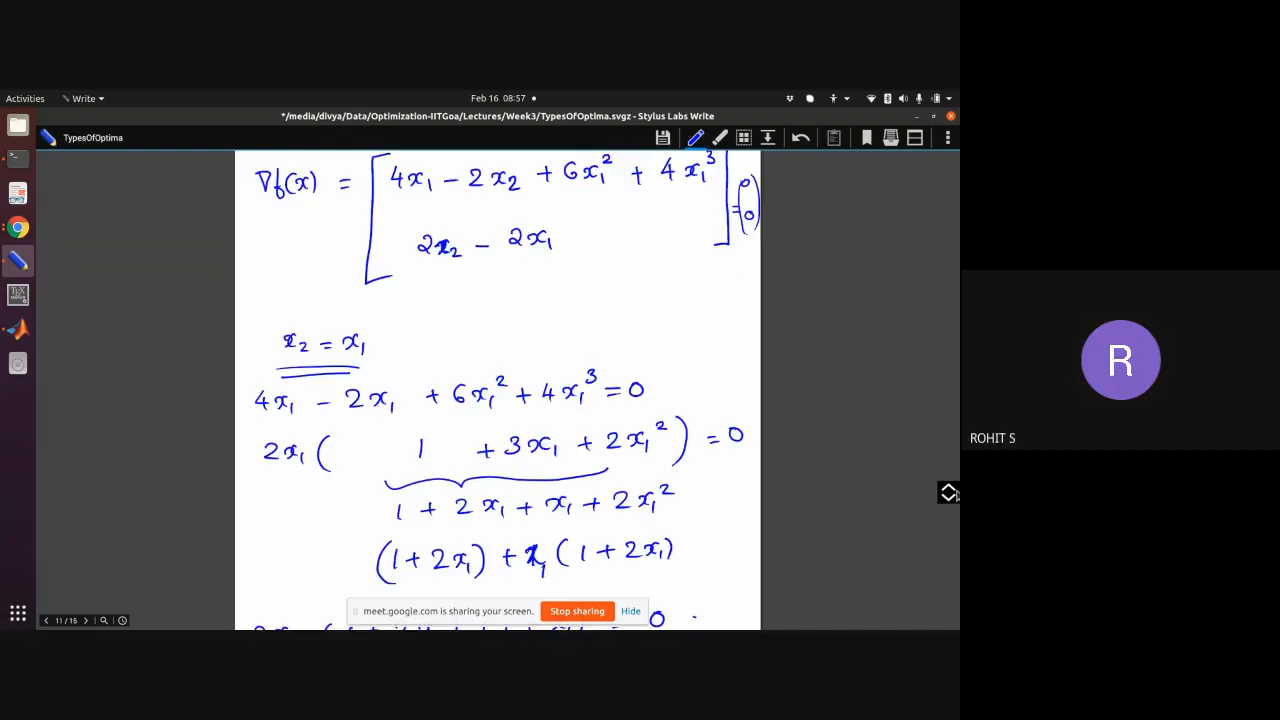 Activities Write Feb 16 08:57
*/media/divya/Data/Optimization-IITGoa/Lectures/Week3/TypesOfOptima.svgz - Stylus Labs Write
TypesOfOptima
∇f(x) = [ 4x₁ - 2x₂ + 6x₁² + 4x₁³
2x₂ - 2x₁ ] = (0 0)
x₂ = x₁
4x₁ - 2x₁ + 6x₁² + 4x₁³ = 0
2x₁ ( 1 + 3x₁ + 2x₁² ) = 0
1 + 2x₁ + x₁ + 2x₁²
(1 + 2x₁) + x₁ (1 + 2x₁)
0
meet.google.com is sharing your screen. Stop sharing Hide
11 / 15
R
ROHIT S